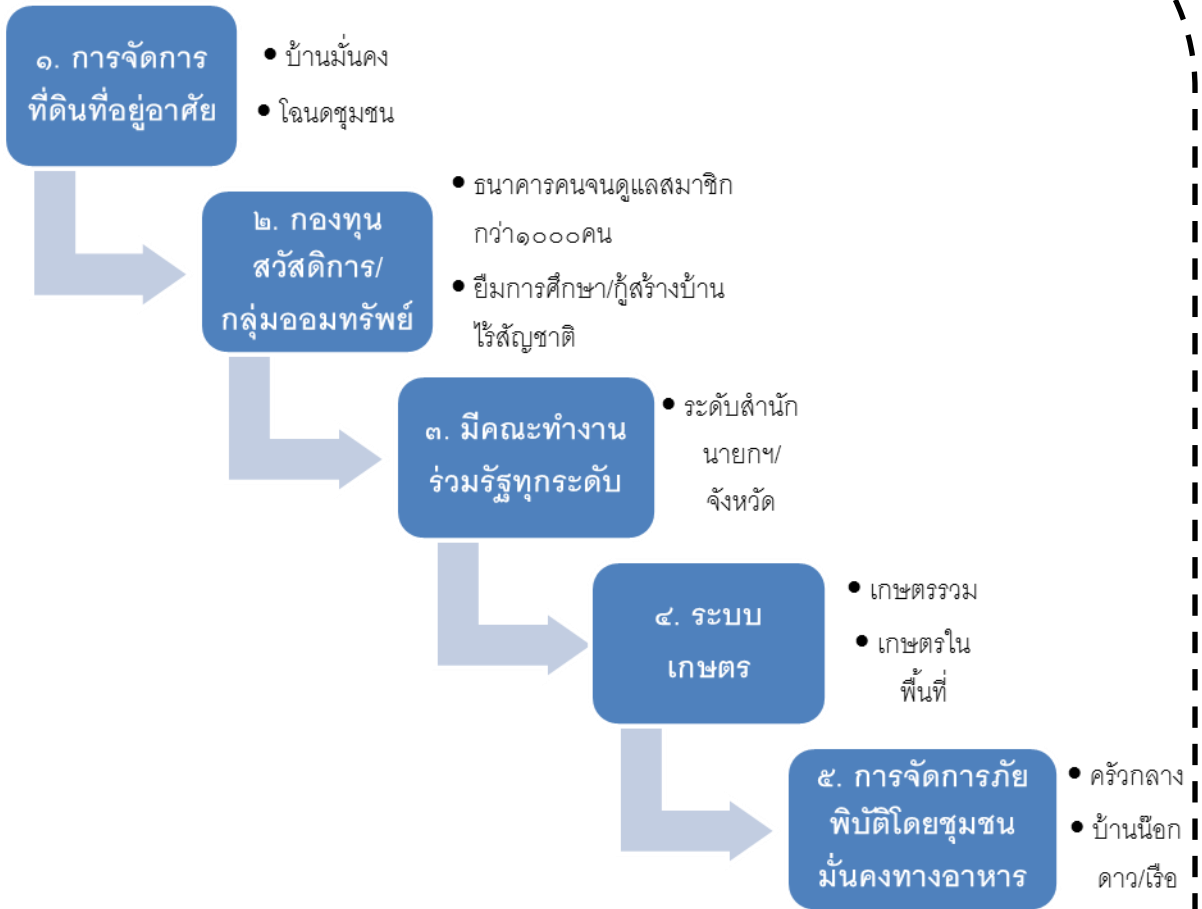 ๑. การจัดการ
ที่ดินที่อยู่อาศัย
• บ้านมั่นคง
• โฉนดชุมชน
๒. กองทุน
สวัสดิการ/
กลุ่มออมทรัพย์
• ธนาคารคนจนดูแลสมาชิก
กว่า๑๐๐๐คน
• ยืมการศึกษา/กู้สร้างบ้าน
ไร้สัญชาติ
๓. มีคณะทำงาน
ร่วมรัฐทุกระดับ
• ระดับสำนัก
นายกฯ/
จังหวัด
๔. ระบบ
เกษตร
• เกษตรรวม
• เกษตรใน
พื้นที่
๕. การจัดการภัย
พิบัติโดยชุมชน
มั่นคงทางอาหาร
• ครัวกลาง
• บ้านน๊อก
ดาว/เรือ